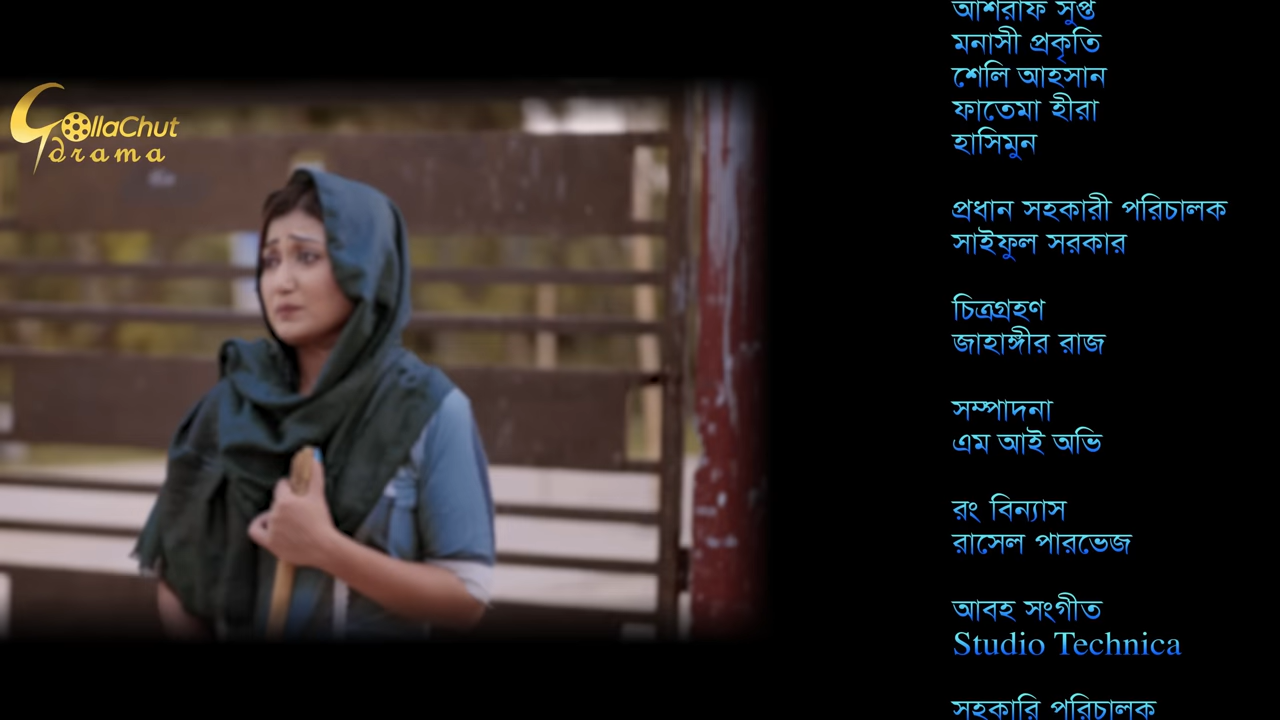 GollaChut
drama
আশরাফ সুপ্ত
মনাসী প্রকৃতি
শেলি আহসান
ফাতেমা হীরা
হাসিমুন
প্রধান সহকারী পরিচালক
সাইফুল সরকার
চিত্রগ্রহণ
জাহাঙ্গীর রাজ
সম্পাদনা
এম আই অভি
রং বিন্যাস
রাসেল পারভেজ
আবহ সংগীত
Studio Technica
সহকারি পরিচালক